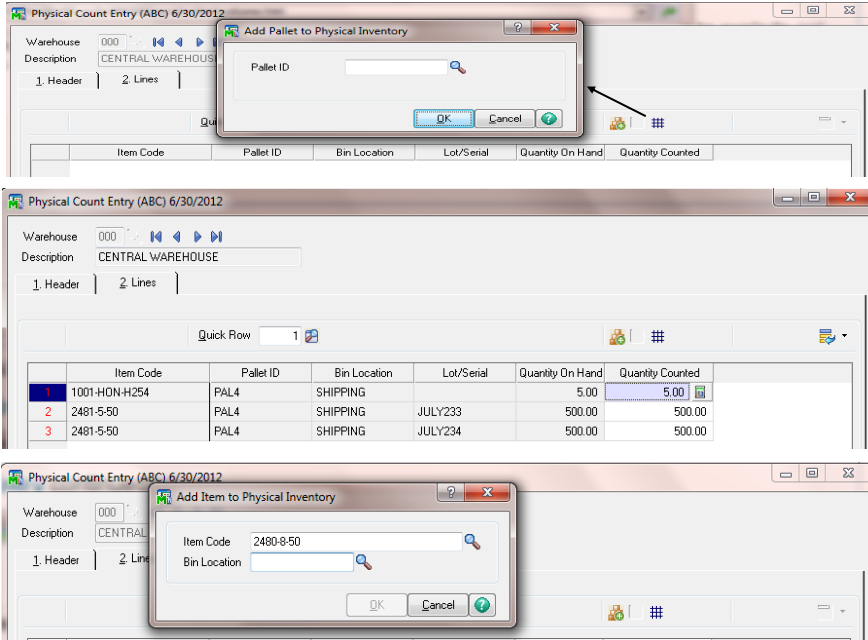 Physical Count Entry (ABC) 6/30/2012
Add Pallet to Physical Inventory
Warehouse 000
Description CENTRAL WAREHOUS
Pallet ID
1. Header 2. Lines
OK Cancel
Qui
Item Code Pallet ID Bin Location Lot/Serial Quantity On Hand Quantity Counted
Physical Count Entry (ABC) 6/30/2012
Warehouse 000
Description CENTRAL WAREHOUSE
1. Header 2. Lines
Quick Row 1
Item Code Pallet ID Bin Location Lot/Serial Quantity On Hand Quantity Counted
1 1001-HON-H254 PAL4 SHIPPING 5.00 5.00
2 2481-5-50 PAL4 SHIPPING JULY233 500.00 500.00
3 2481-5-50 PAL4 SHIPPING JULY234 500.00 500.00
Physical Count Entry (ABC) 6/30/2012
Add Item to Physical Inventory
Warehouse 000
Description CENTRAL
Item Code 2480-8-50
Bin Location
1. Header 2. Line
OK Cancel